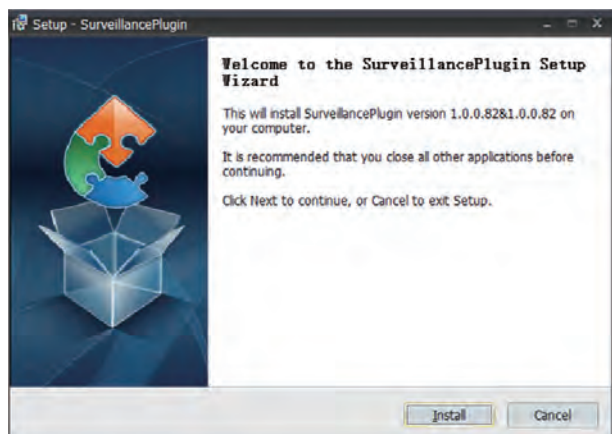 Setup - SurveillancePlugin
Welcome to the SurveillancePlugin Setup
Wizard
This will install SurveillancePlugin version 1.0.0.82&1.0.0.82 on
your computer.
It is recommended that you close all other applications before
continuing.
Click Next to continue, or Cancel to exit Setup.
Install
Cancel